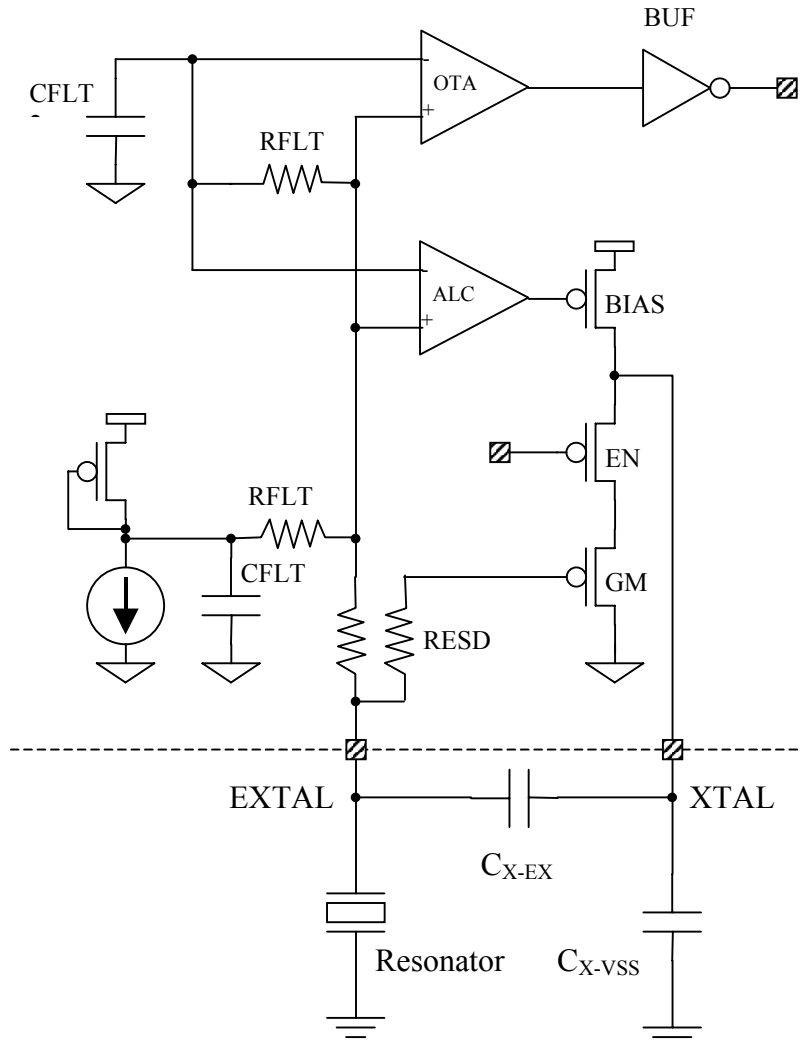 BUF
CFLT
-
OTA
+
RFLT
-
ALC
+
BIAS
EN
RFLT
CFLT
GM
RESD
EXTAL
XTAL
CX-EX
Resonator
CX-VSS